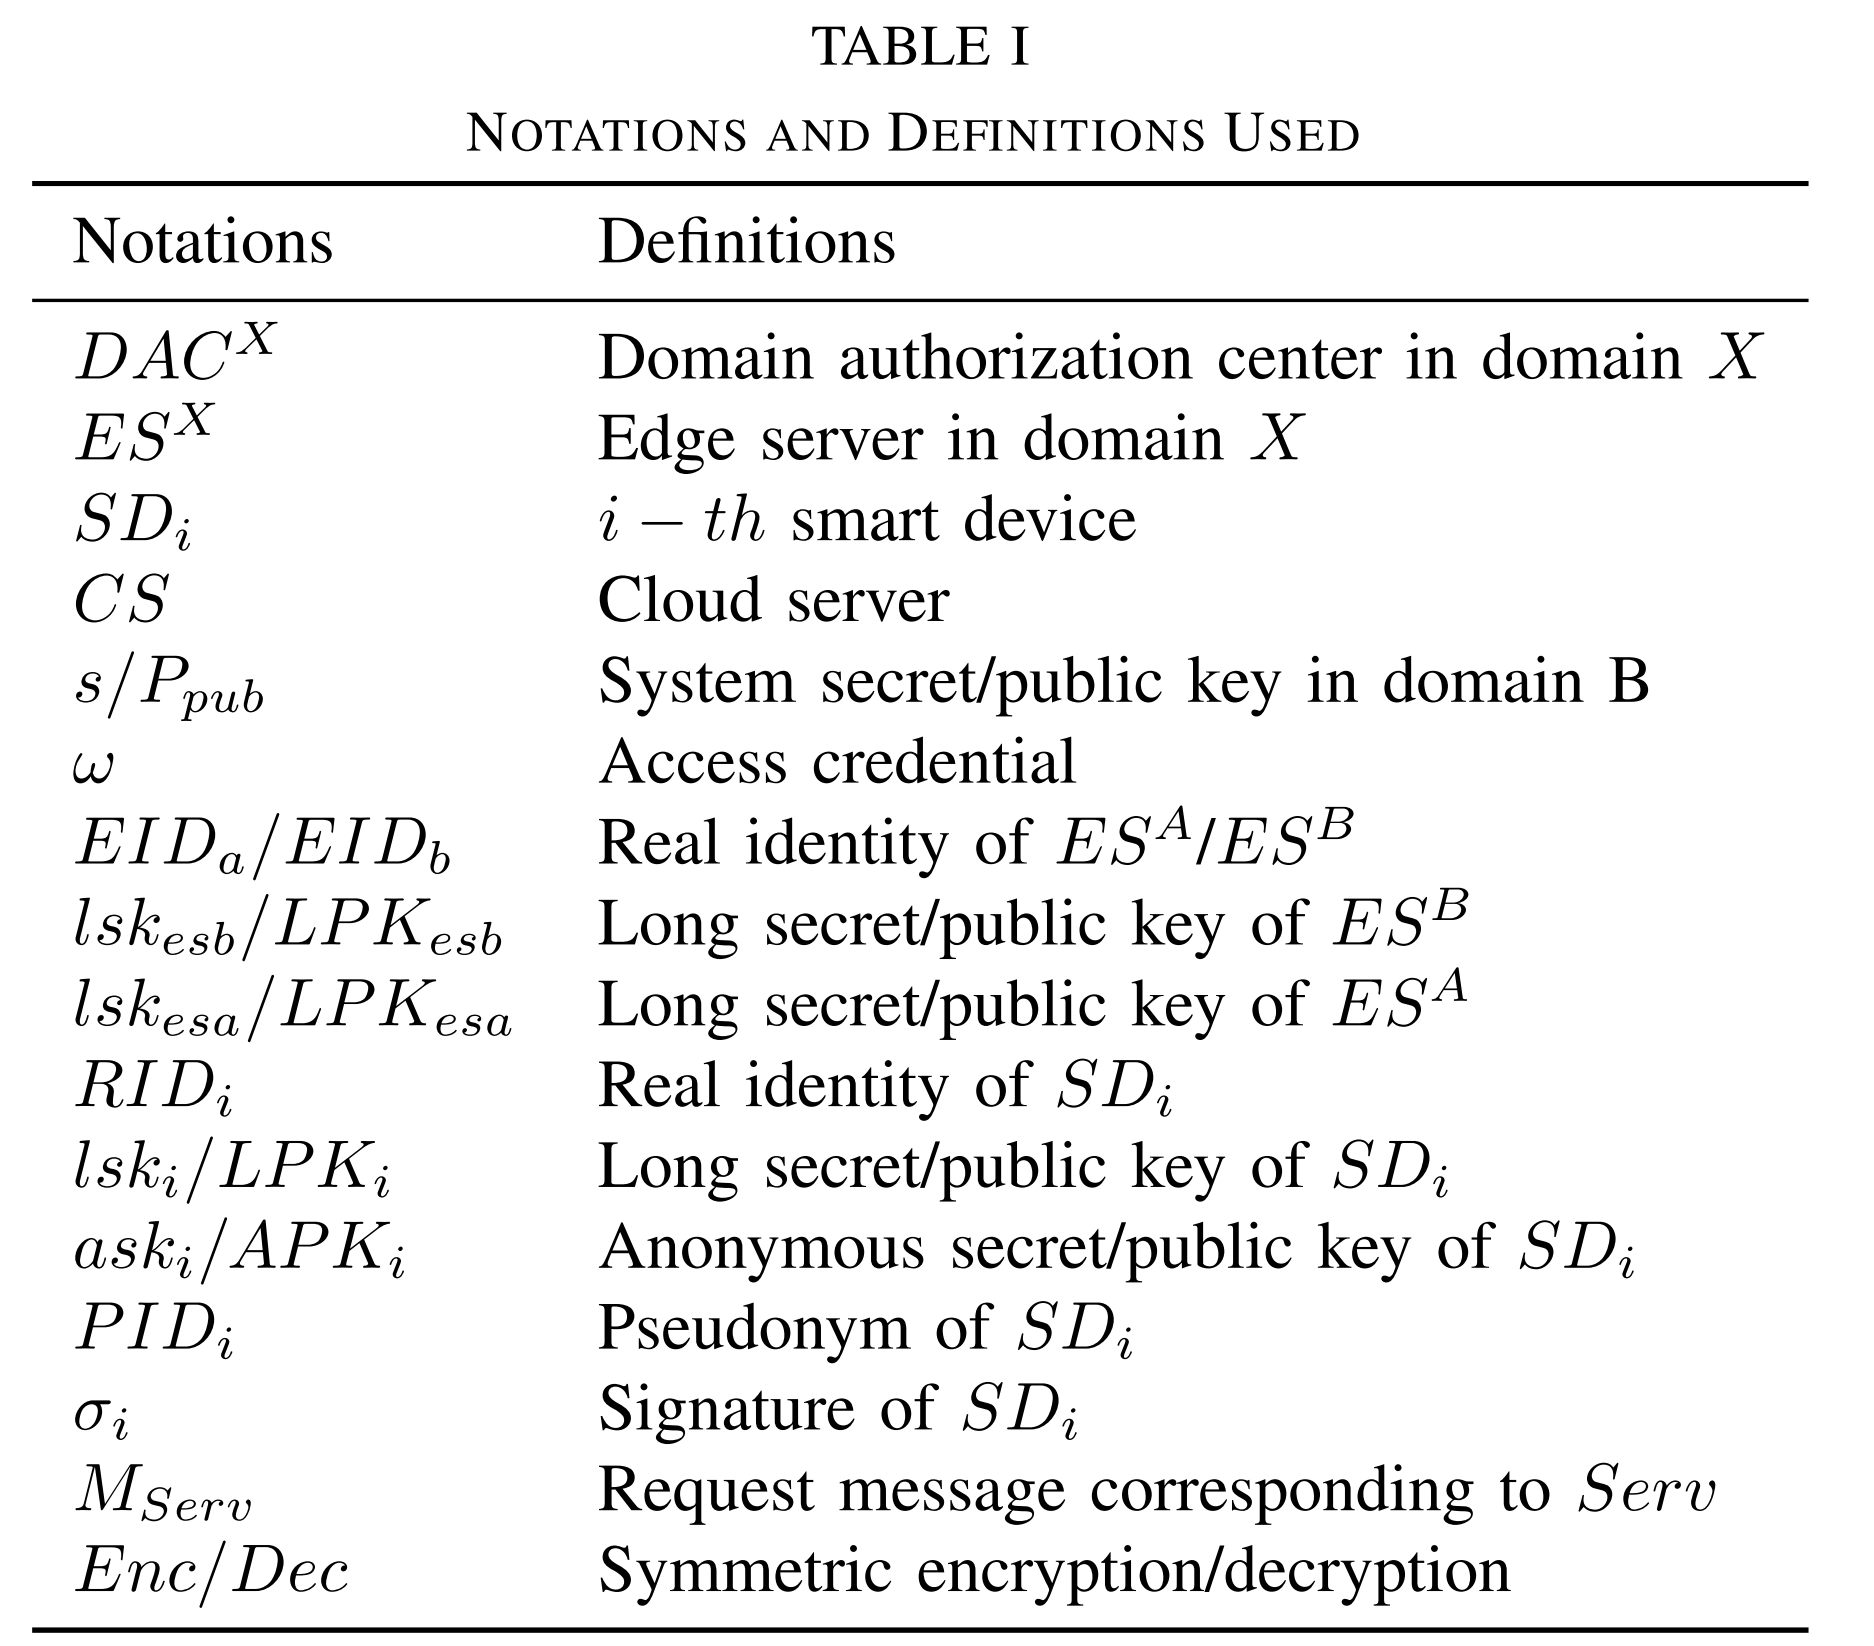 TABLE I
NOTATIONS AND DEFINITIONS USED
Notations Definitions
$DAC^X$ Domain authorization center in domain $X$
$ES^X$ Edge server in domain $X$
$SD_i$ $i-th$ smart device
$CS$ Cloud server
$s/P_{pub}$ System secret/public key in domain B
$\omega$ Access credential
$EID_a/EID_b$ Real identity of $ES^A$/$ES^B$
$lsk_{esb}/LPK_{esb}$ Long secret/public key of $ES^B$
$lsk_{esa}/LPK_{esa}$ Long secret/public key of $ES^A$
$RID_i$ Real identity of $SD_i$
$lsk_i/LPK_i$ Long secret/public key of $SD_i$
$ask_i/APK_i$ Anonymous secret/public key of $SD_i$
$PID_i$ Pseudonym of $SD_i$
$\sigma_i$ Signature of $SD_i$
$M_{Serv}$ Request message corresponding to $Serv$
$Enc/Dec$ Symmetric encryption/decryption